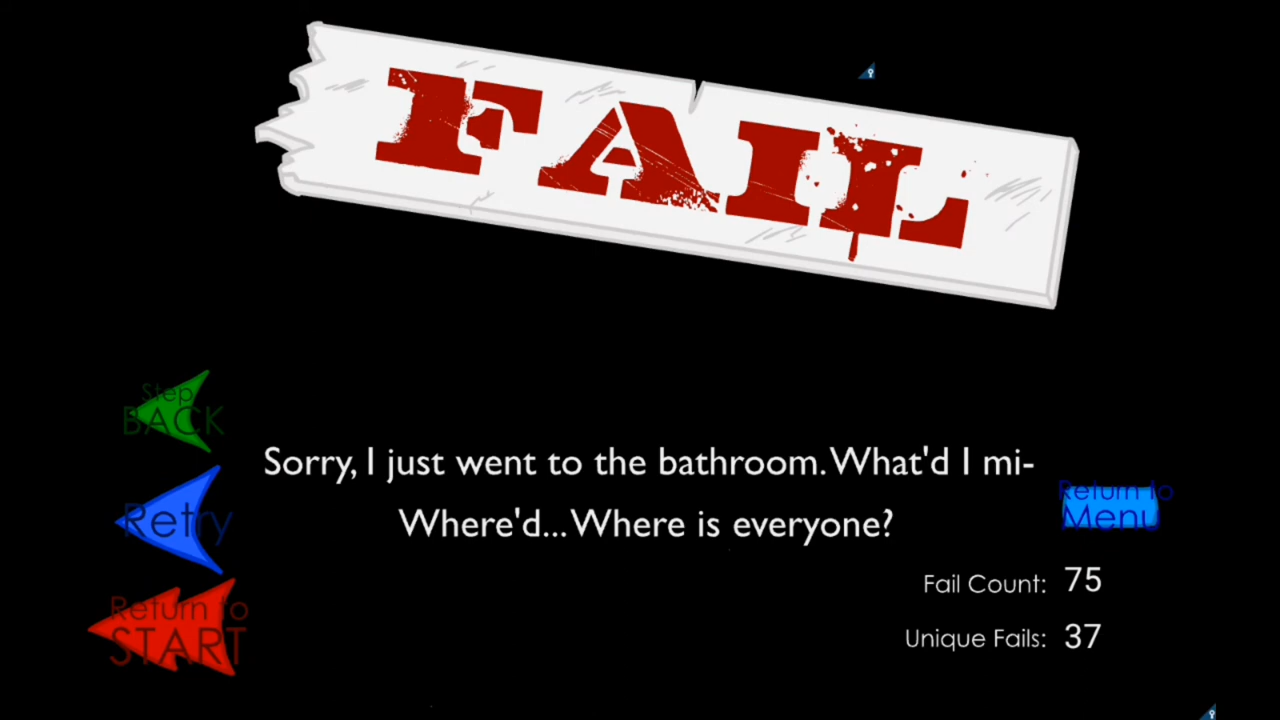 FAIL
Step
BACK
Sorry, I just went to the bathroom. What'd I mi-
Where'd... Where is everyone?
Retry
Return to
Menu
Fail Count: 75
Return to
START
Unique Fails: 37